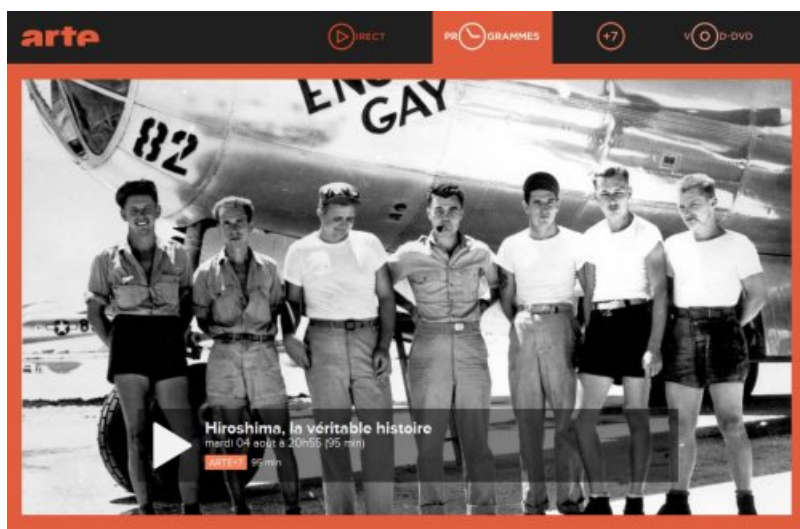 arte
DIRECT
PROGRAMMES
+7
VOD-DVD
GAY
82
Hiroshima, la véritable histoire
mardi 04 août à 20h55 (95 min)
ARTE+7 95 min